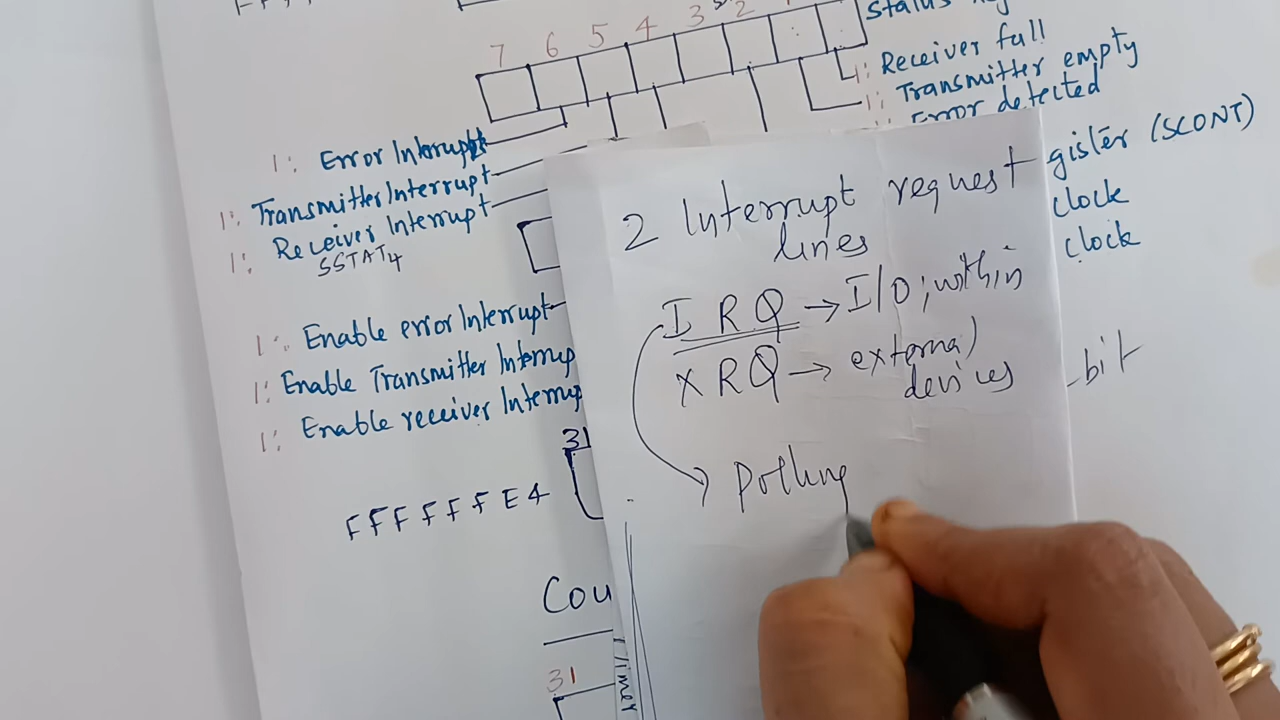 7 6 5 4 3 2
Status
1: Receiver full
1: Transmitter empty
Error detected
1: Error Interrupt
1: Transmitter Interrupt
1: Receiver Interrupt
SSTAT4
gister (SCONT)
clock
clock
1: Enable error Interrupt
1: Enable Transmitter Interrup
1: Enable receiver Interrup
-bit
31
FFFFFFE4
Cou
31
Timer
2 Interrupt request
lines
IRQ → I/O; within
XRQ → external
devices
Polling